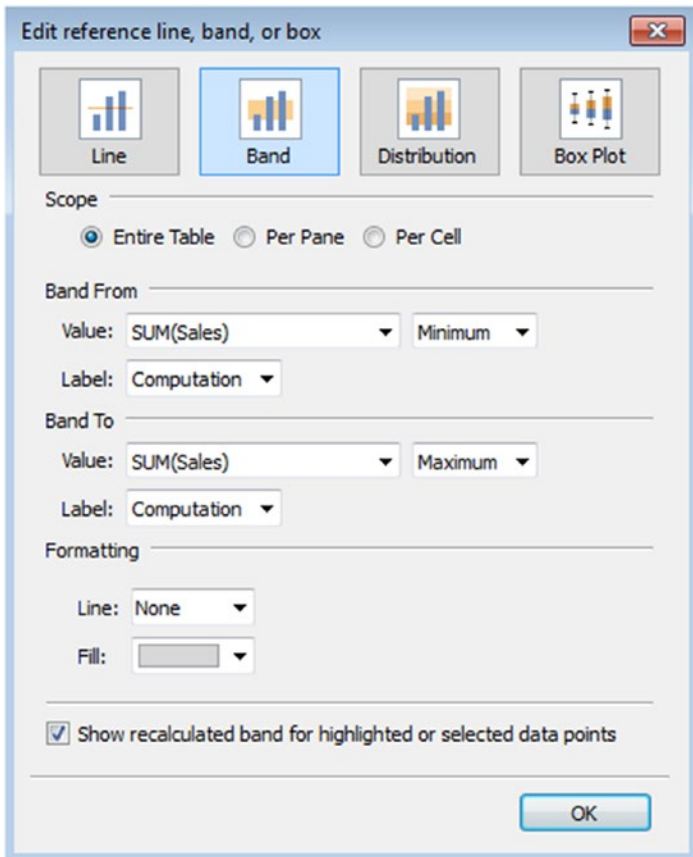 Edit reference line, band, or box
Line Band Distribution Box Plot
Scope
Entire Table Per Pane Per Cell
Band From
Value: SUM(Sales) Minimum
Label: Computation
Band To
Value: SUM(Sales) Maximum
Label: Computation
Formatting
Line: None
Fill:
Show recalculated band for highlighted or selected data points
OK